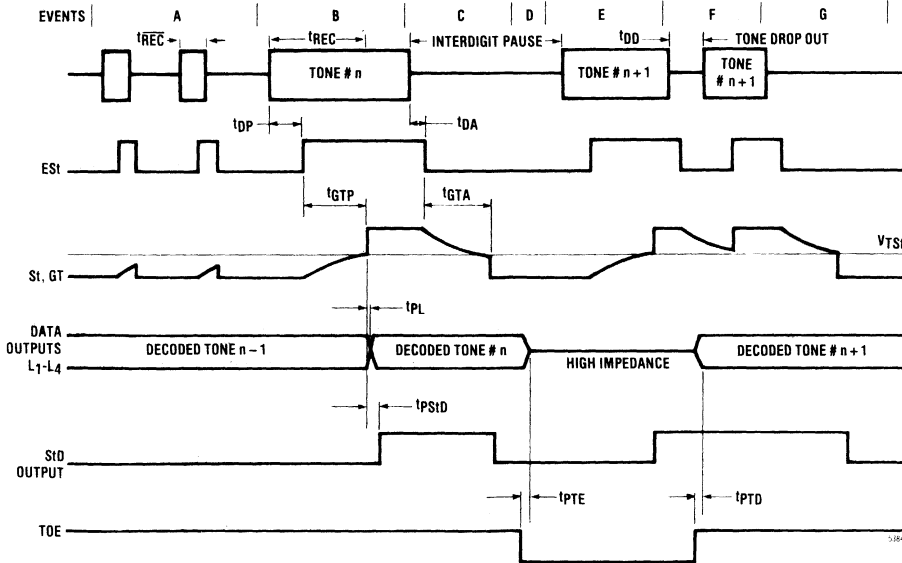 EVENTS A B C D E F G
tREC tREC INTERDIGIT PAUSE tDD TONE DROP OUT
TONE # n TONE # n + 1 TONE
# n + 1
tDP tDA
ESt
tGTP tGTA
VTSt
St, GT
tPL
DATA
OUTPUTS
L1-L4
DECODED TONE n – 1 DECODED TONE # n HIGH IMPEDANCE DECODED TONE # n + 1
tPStD
StD
OUTPUT
tPTE tPTD
TOE